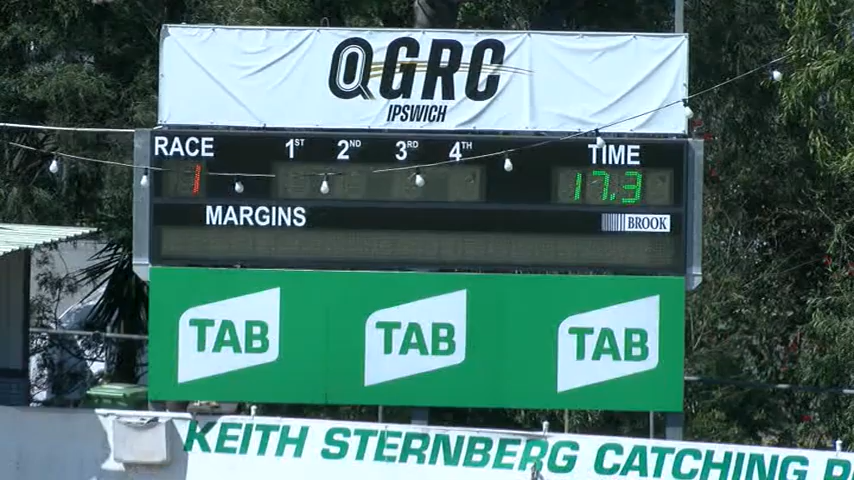 QGRC
IPSWICH
RACE 1ST 2ND 3RD 4TH TIME
1 17.3
MARGINS BROOK
TAB TAB TAB
KEITH STERNBERG CATCHING